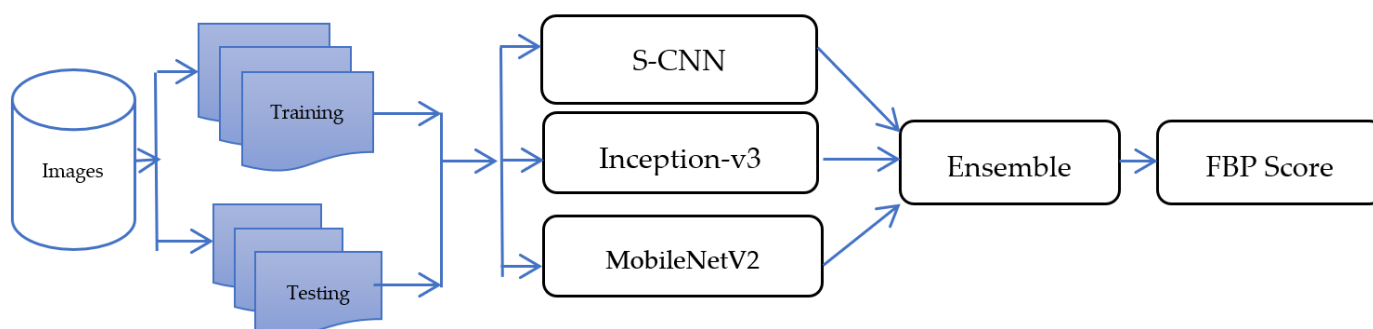 Images
Training
Testing
S-CNN
Inception-v3
MobileNetV2
Ensemble
FBP Score